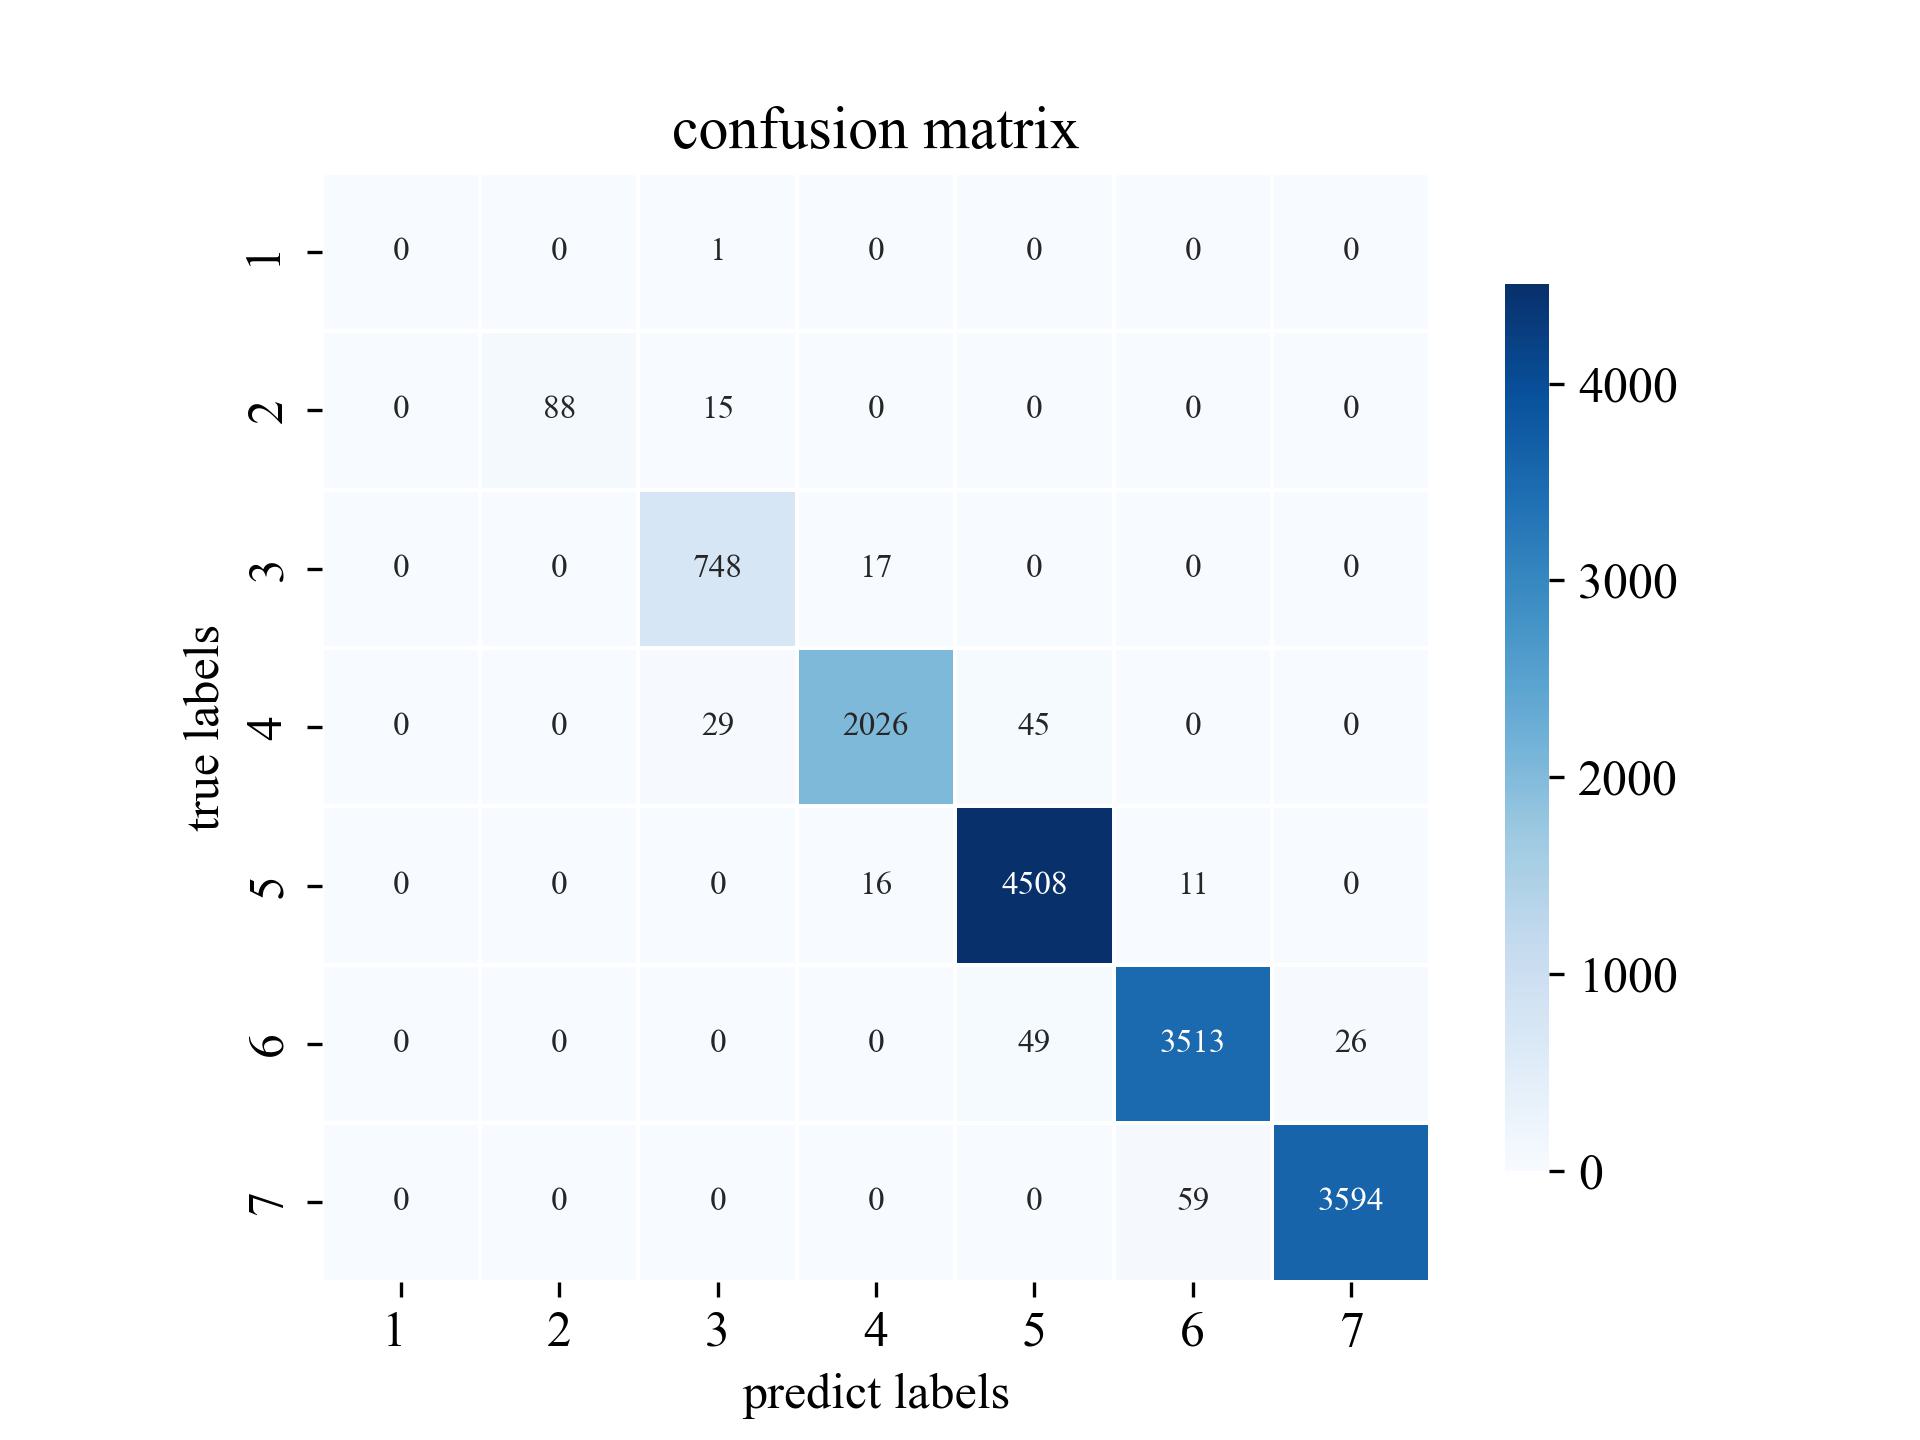 confusion matrix
1 0 0 1 0 0 0 0
2 0 88 15 0 0 0 0
3 0 0 748 17 0 0 0
4 0 0 29 2026 45 0 0
5 0 0 0 16 4508 11 0
6 0 0 0 0 49 3513 26
7 0 0 0 0 0 59 3594
1 2 3 4 5 6 7
predict labels
true labels
4000
3000
2000
1000
0